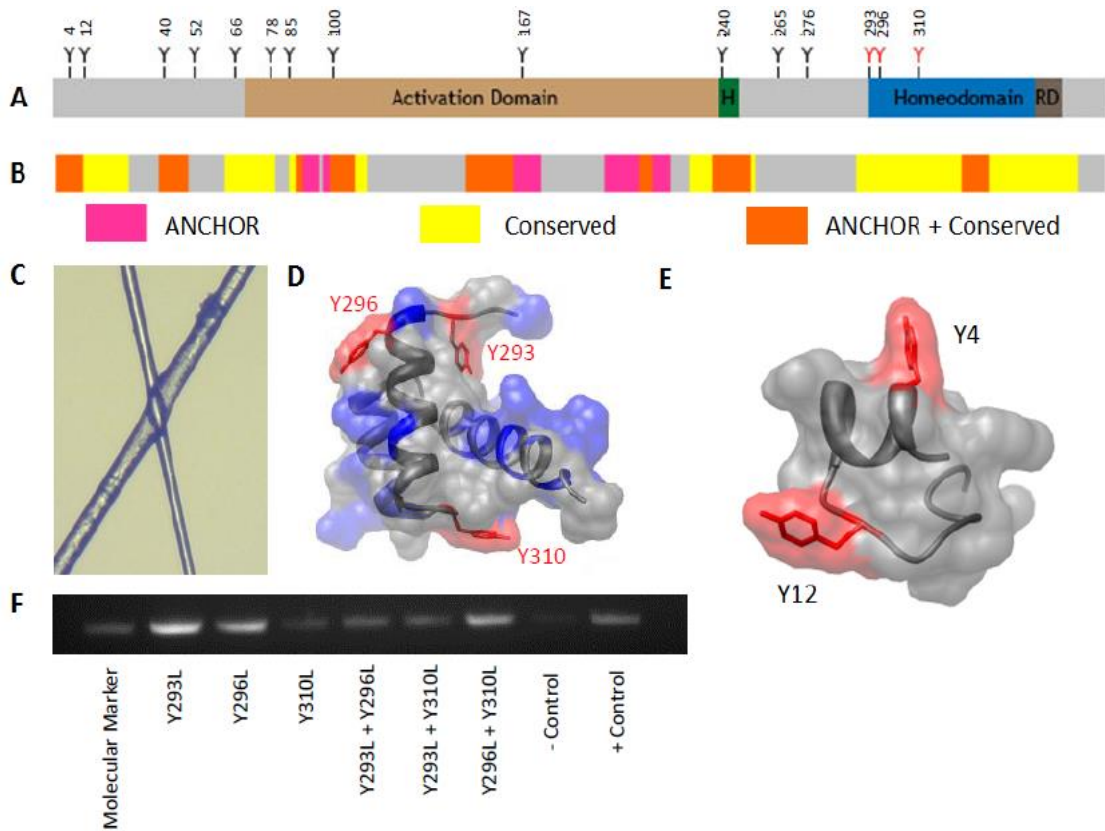 4 12 40 52 66 78 85 100 167 240 265 276 293 296 310
Y Y Y Y Y Y Y Y Y Y Y Y Y Y Y
A Activation Domain H Homeodomain RD
B
ANCHOR Conserved ANCHOR + Conserved
C D E
Y296
Y293
Y310
Y4
Y12
F
Molecular Marker
Y293L
Y296L
Y310L
Y293L + Y296L
Y293L + Y310L
Y296L + Y310L
- Control
+ Control